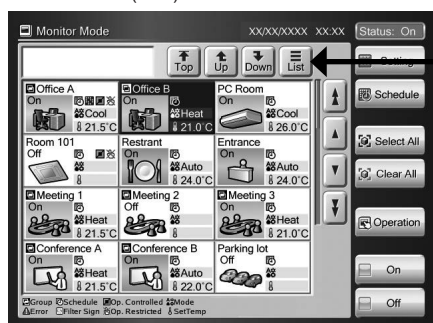 Monitor Mode XX/XX/XXXX XX:XX Status: On
Top Up Down List
Setting
Office A
On
Cool
21.5°C
Office B
On
Heat
21.0°C
PC Room
On
Cool
26.0°C
Schedule
Room 101
Off
Restrant
On
Auto
24.0°C
Entrance
On
Auto
24.0°C
Select All
Clear All
Meeting 1
On
Heat
21.5°C
Meeting 2
Off
Meeting 3
On
Heat
21.0°C
Operation
Conference A
On
Heat
21.5°C
Conference B
On
Auto
22.0°C
Parking lot
Off
On
Off
Group Schedule Op. Controlled Mode
Error Filter Sign Op. Restricted SetTemp